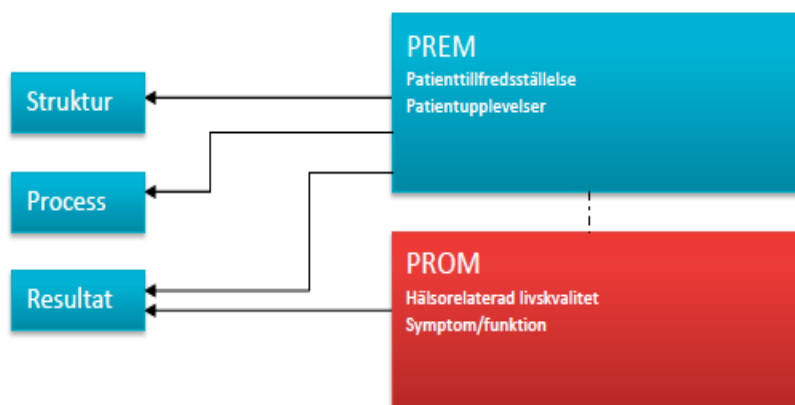 Struktur
Process
Resultat
PREM
Patienttillfredsställelse
Patientupplevelser
PROM
Hälsorelaterad livskvalitet
Symptom/funktion